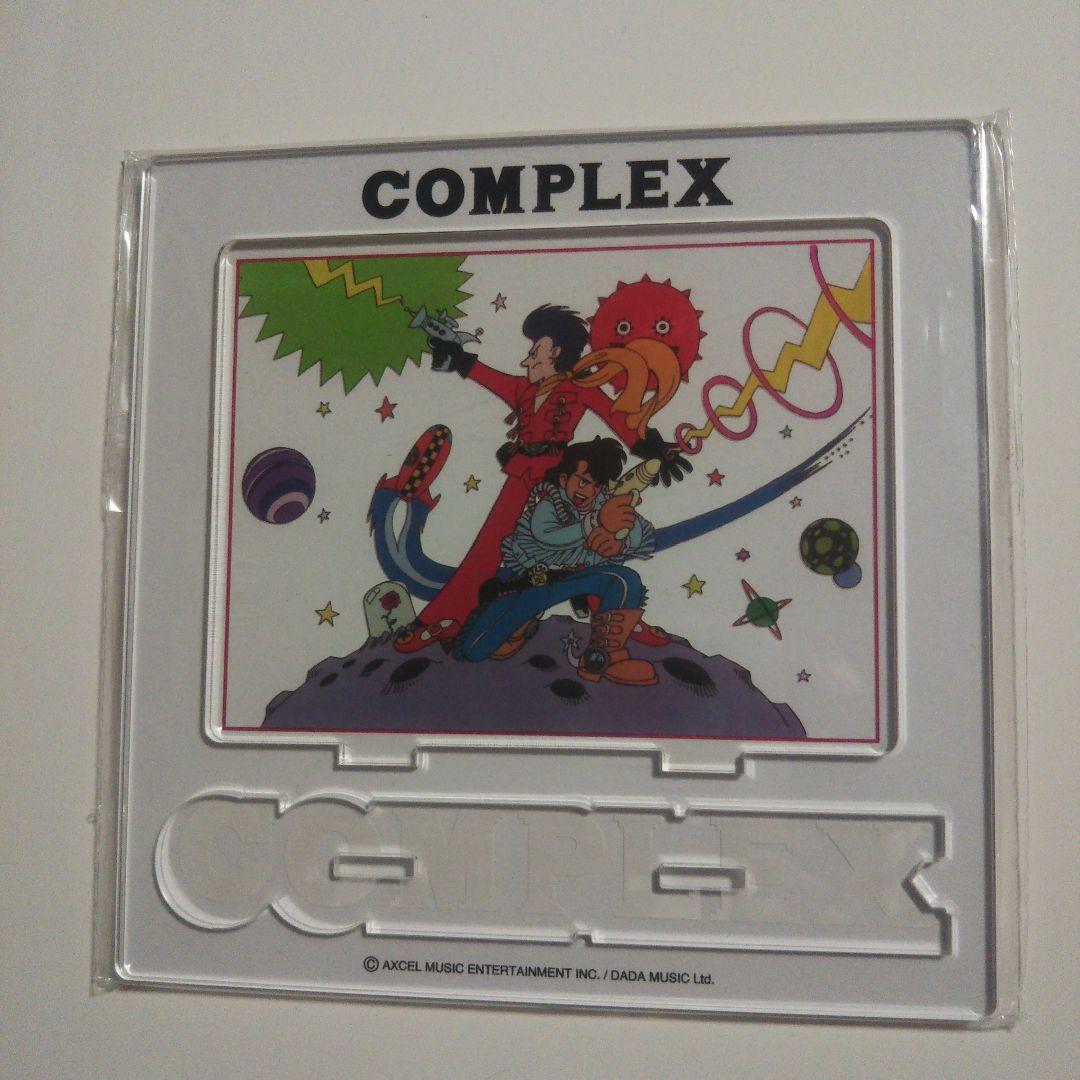 COMPLEX
COMPLEX
© AXCEL MUSIC ENTERTAINMENT INC. / DADA MUSIC Ltd.